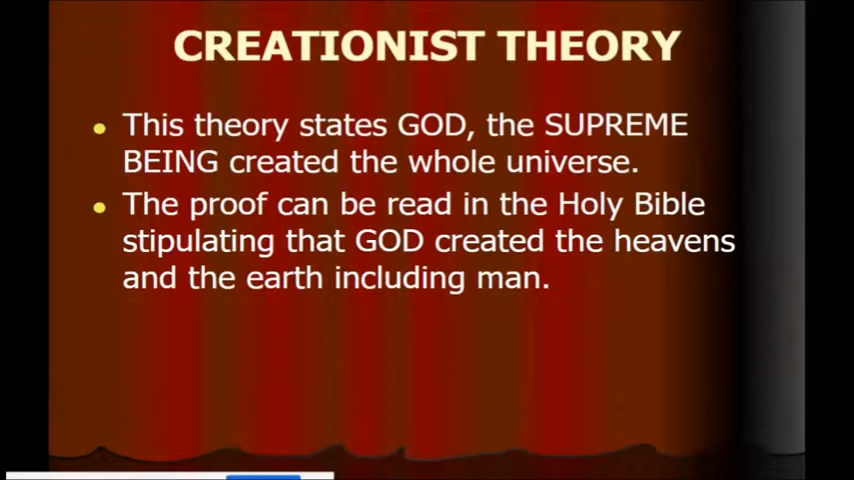 CREATIONIST THEORY
This theory states GOD, the SUPREME
BEING created the whole universe.
The proof can be read in the Holy Bible
stipulating that GOD created the heavens
and the earth including man.